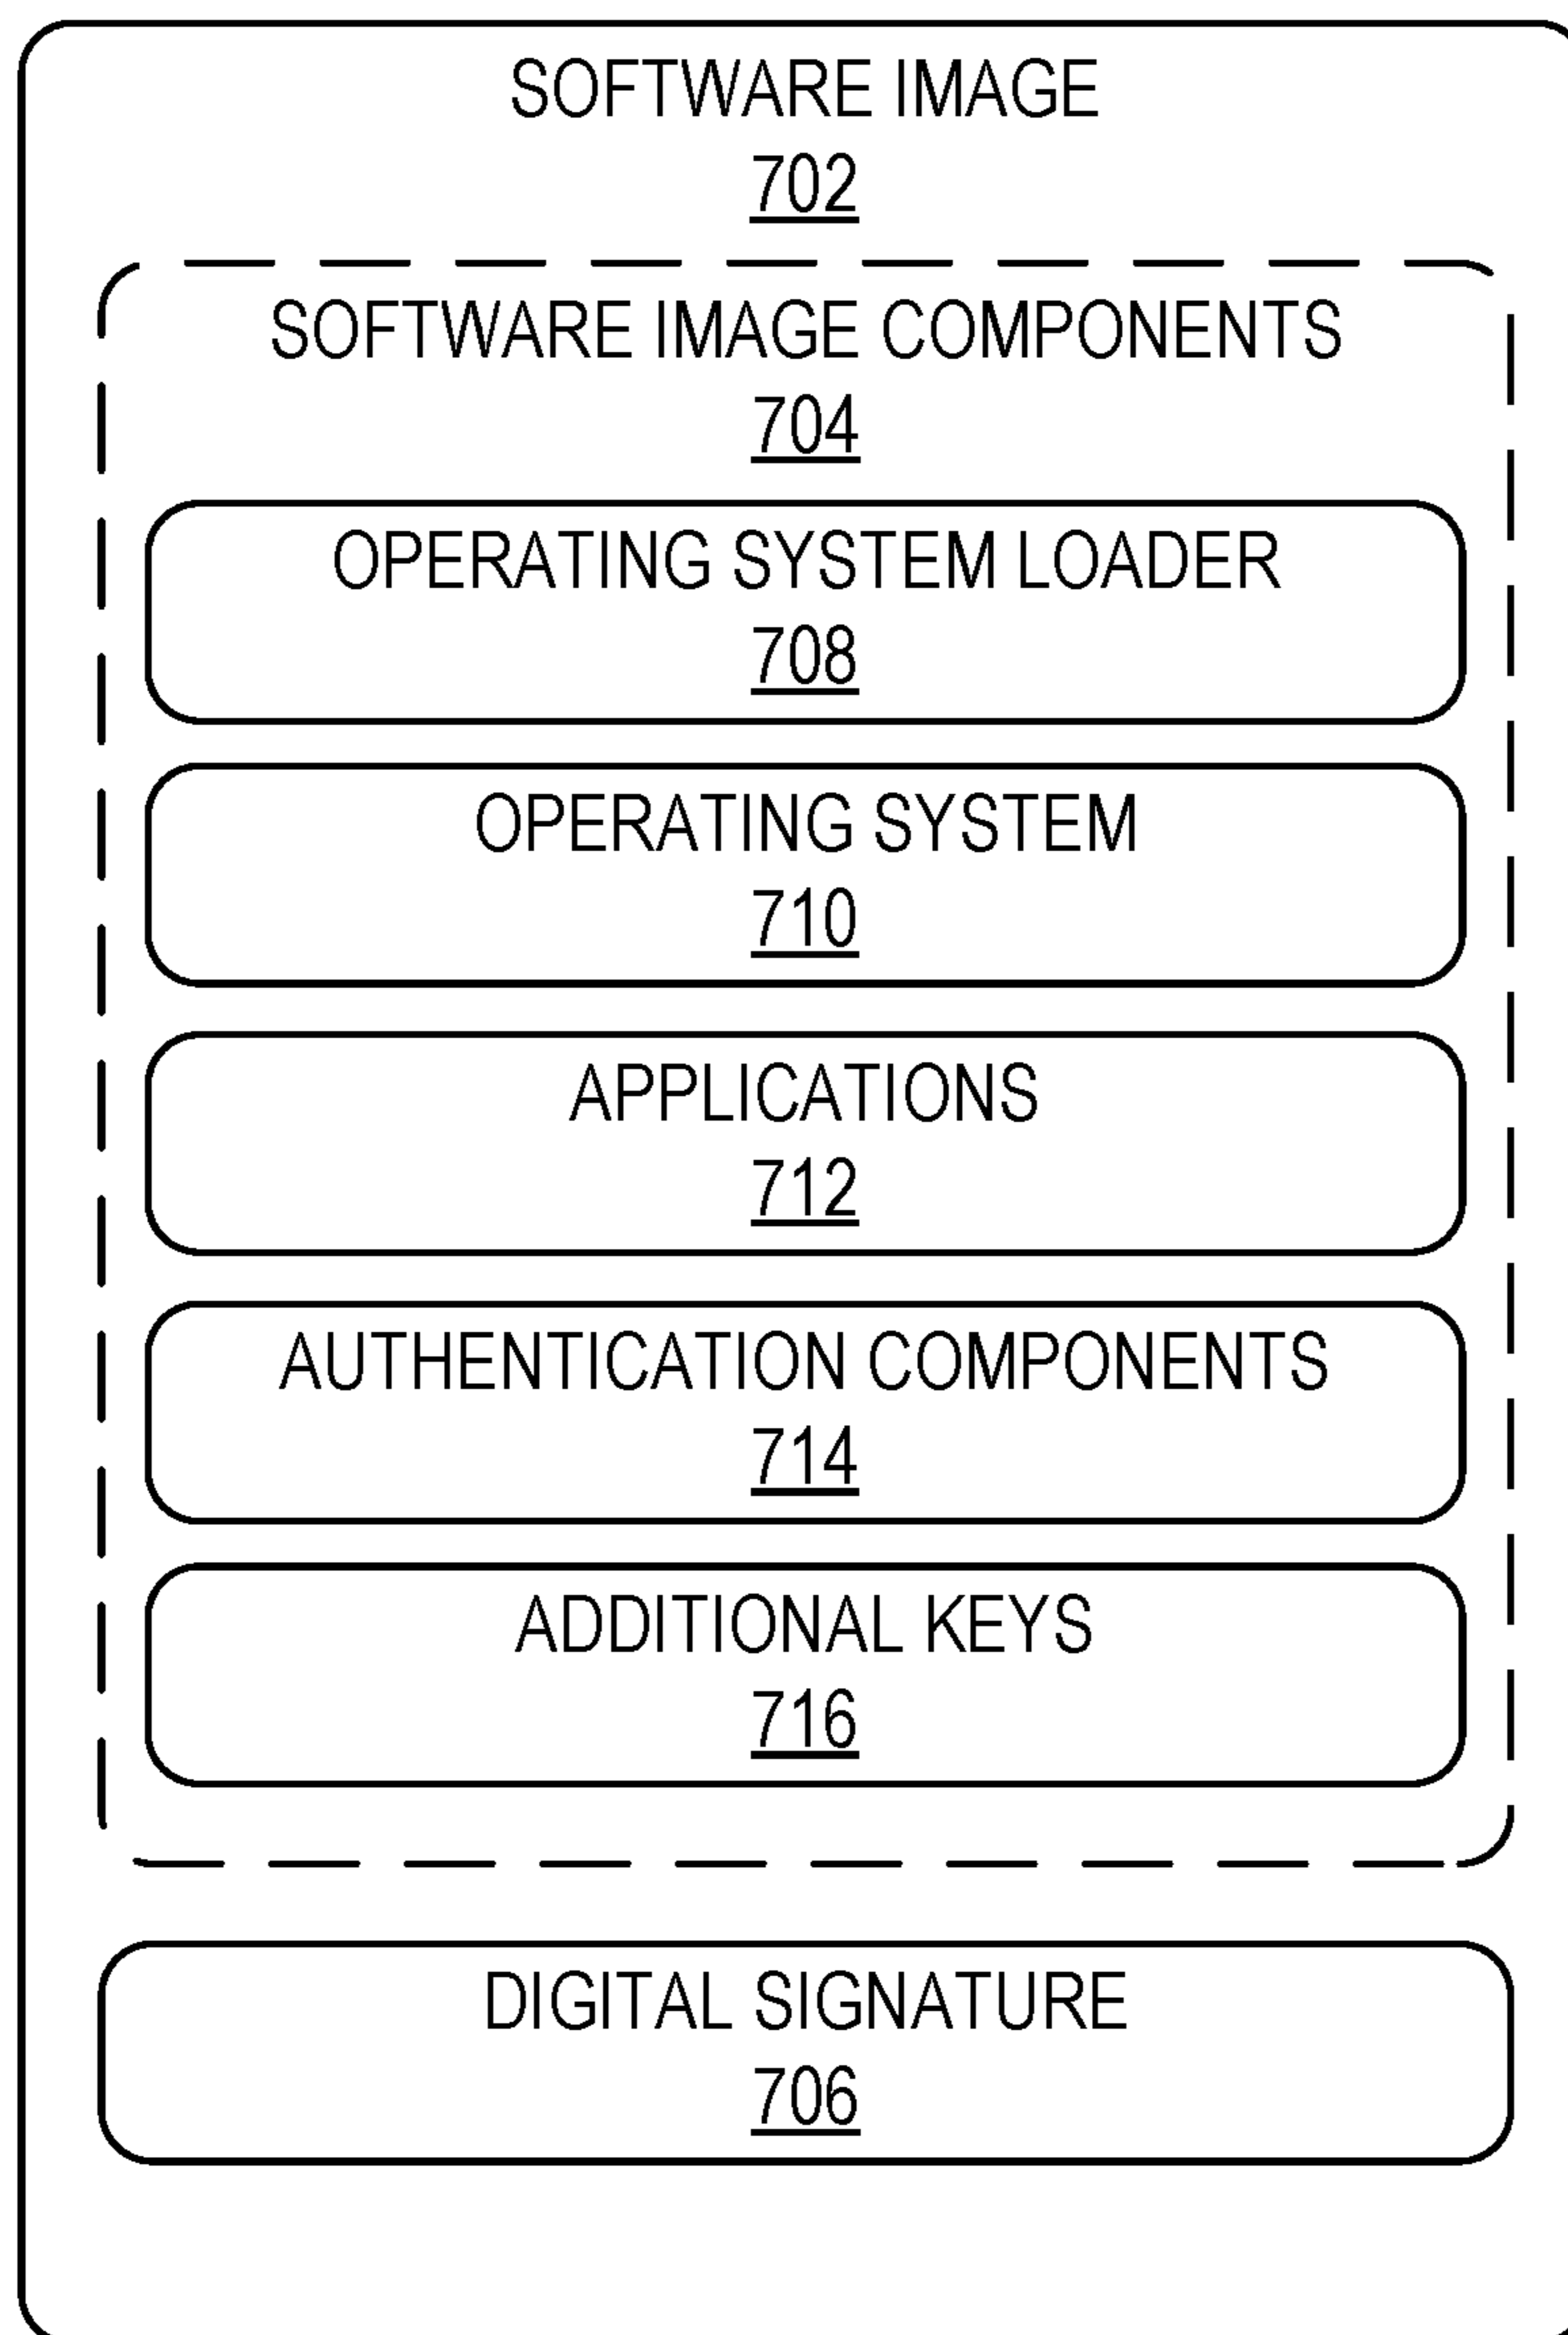 SOFTWARE IMAGE
702
SOFTWARE IMAGE COMPONENTS
704
OPERATING SYSTEM LOADER
708
OPERATING SYSTEM
710
APPLICATIONS
712
AUTHENTICATION COMPONENTS
714
ADDITIONAL KEYS
716
DIGITAL SIGNATURE
706